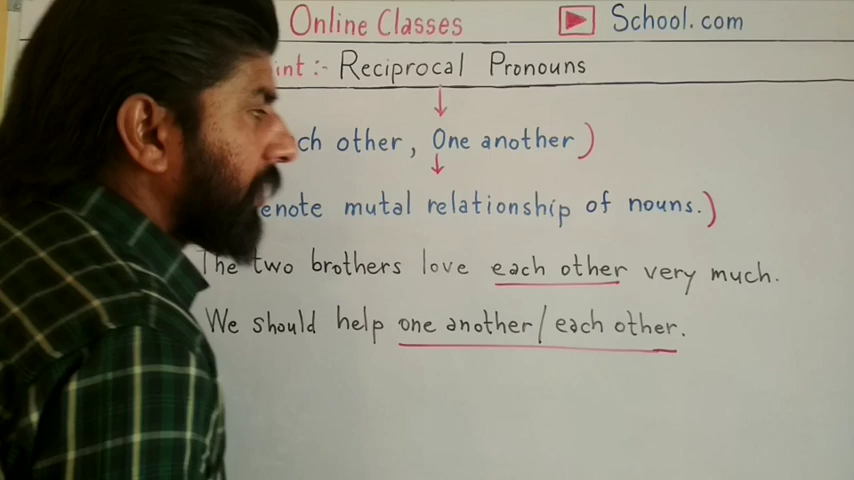 Online Classes School.com
int :- Reciprocal Pronouns
ch other, One another)
enote mutal relationship of nouns.)
The two brothers love each other very much.
We should help one another/each other.